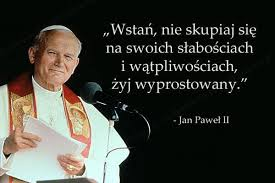 „Wstań, nie skupiaj się
na swoich słabościach
i wątpliwościach,
żyj wyprostowany.”
- Jan Paweł II